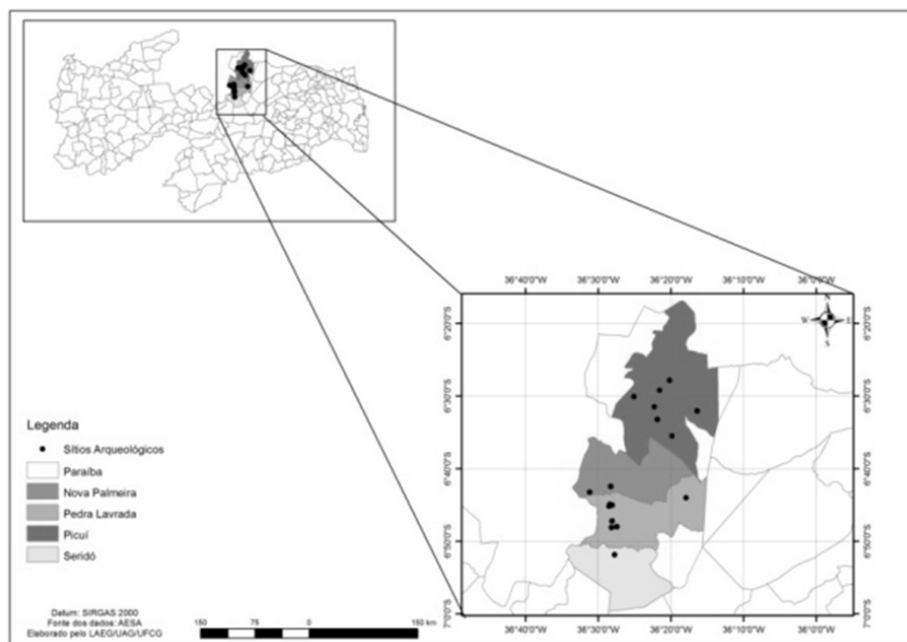 36°40'0"W 36°30'0"W 36°20'0"W 36°10'0"W 36°0'0"W
N
W E
S
6°20'0"S 6°20'0"S
6°30'0"S 6°30'0"S
6°40'0"S 6°40'0"S
6°50'0"S 6°50'0"S
7°0'0"S 7°0'0"S
36°40'0"W 36°30'0"W 36°20'0"W 36°10'0"W 36°0'0"W
Legenda
Sítios Arqueológicos
Paraíba
Nova Palmeira
Pedra Lavrada
Picuí
Seridó
Datum: SIRGAS 2000
Fonte dos dados: AESA
Elaborado pelo LAEG/UAG/UFCG
150 75 0 150 km